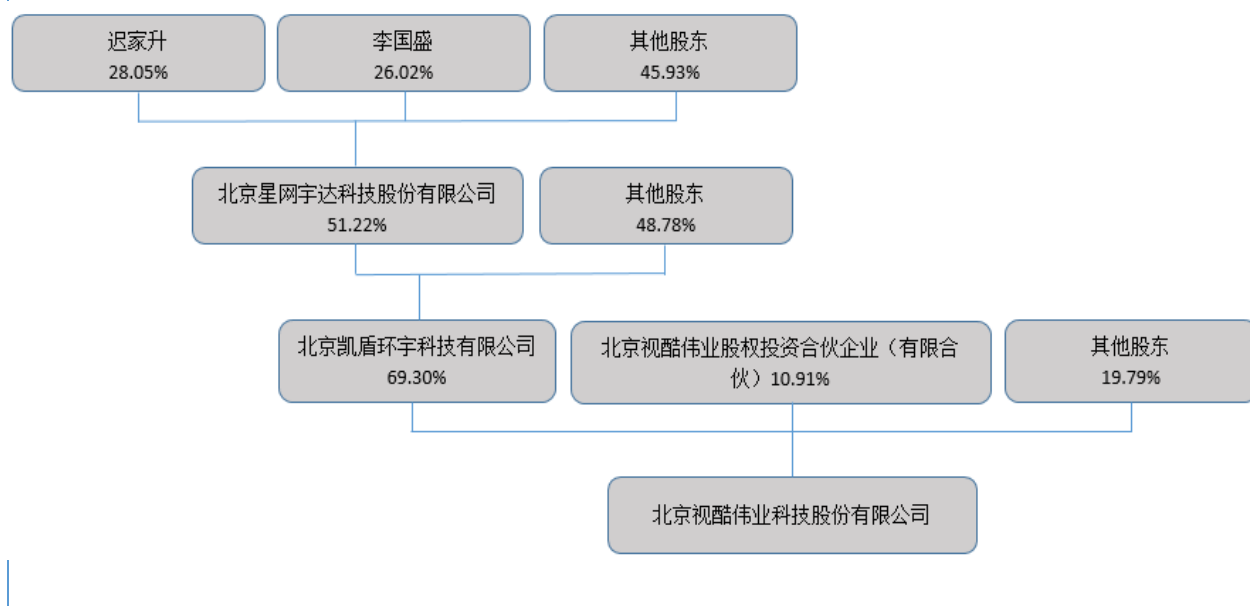 迟家升
28.05%
李国盛
26.02%
其他股东
45.93%
北京星网宇达科技股份有限公司
51.22%
其他股东
48.78%
北京凯盾环宇科技有限公司
69.30%
北京视酷伟业股权投资合伙企业（有限合
伙）10.91%
其他股东
19.79%
北京视酷伟业科技股份有限公司